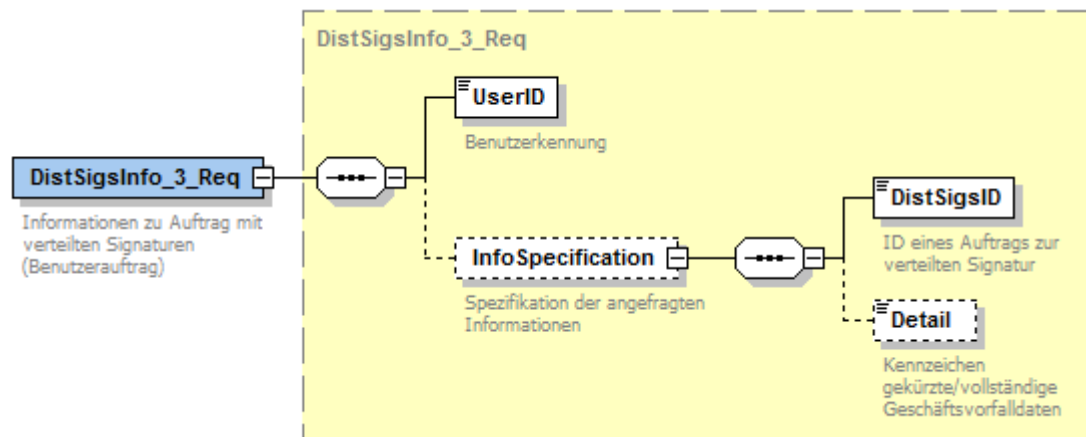 DistSigsInfo_3_Req
UserID
Benutzerkennung
DistSigsInfo_3_Req
Informationen zu Auftrag mit
verteilten Signaturen
(Benutzerauftrag)
InfoSpecification
Spezifikation der angefragten
Informationen
DistSigsID
ID eines Auftrags zur
verteilten Signatur
Detail
Kennzeichen
gekürzte/vollständige
Geschäftsvorfalldaten